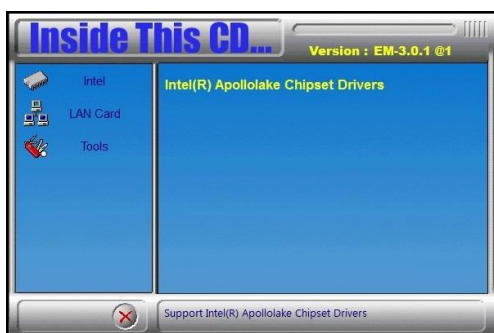 Inside This CD...
Version : EM-3.0.1 @1
Intel
LAN Card
Tools
Intel(R) Apollolake Chipset Drivers
Support Intel(R) Apollolake Chipset Drivers